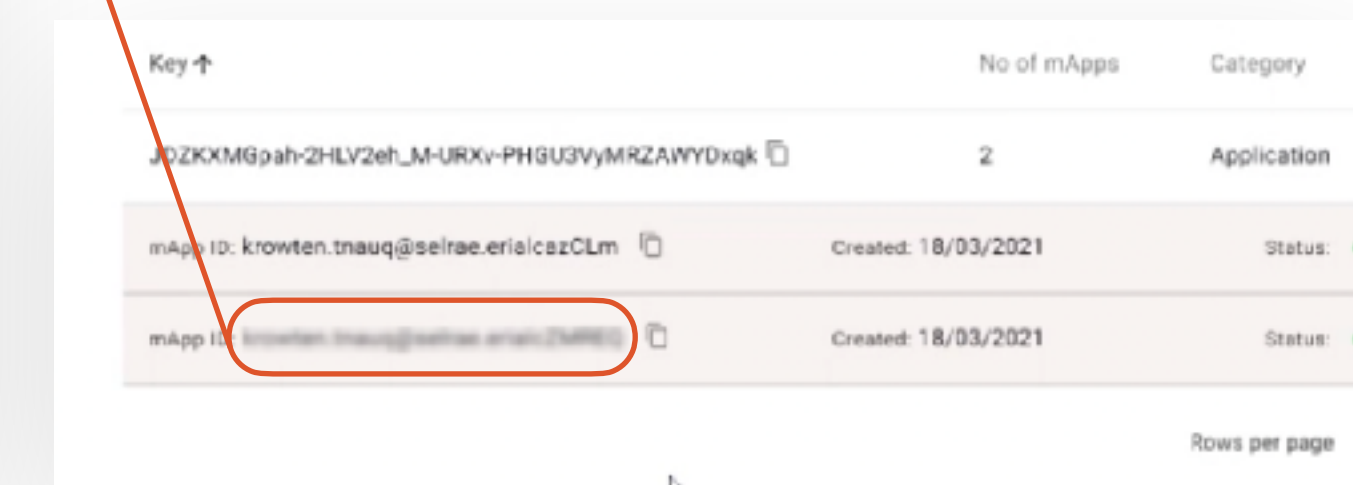 Key ↑ No of mApps Category
JDZKXMGpah-2HLV2eh_M-URXv-PHGU3VyMRZAWYDxqk 2 Application
mApp ID: krowten.tnauq@selrae.erialcazCLm Created: 18/03/2021 Status:
mApp ID: Created: 18/03/2021 Status:
Rows per page